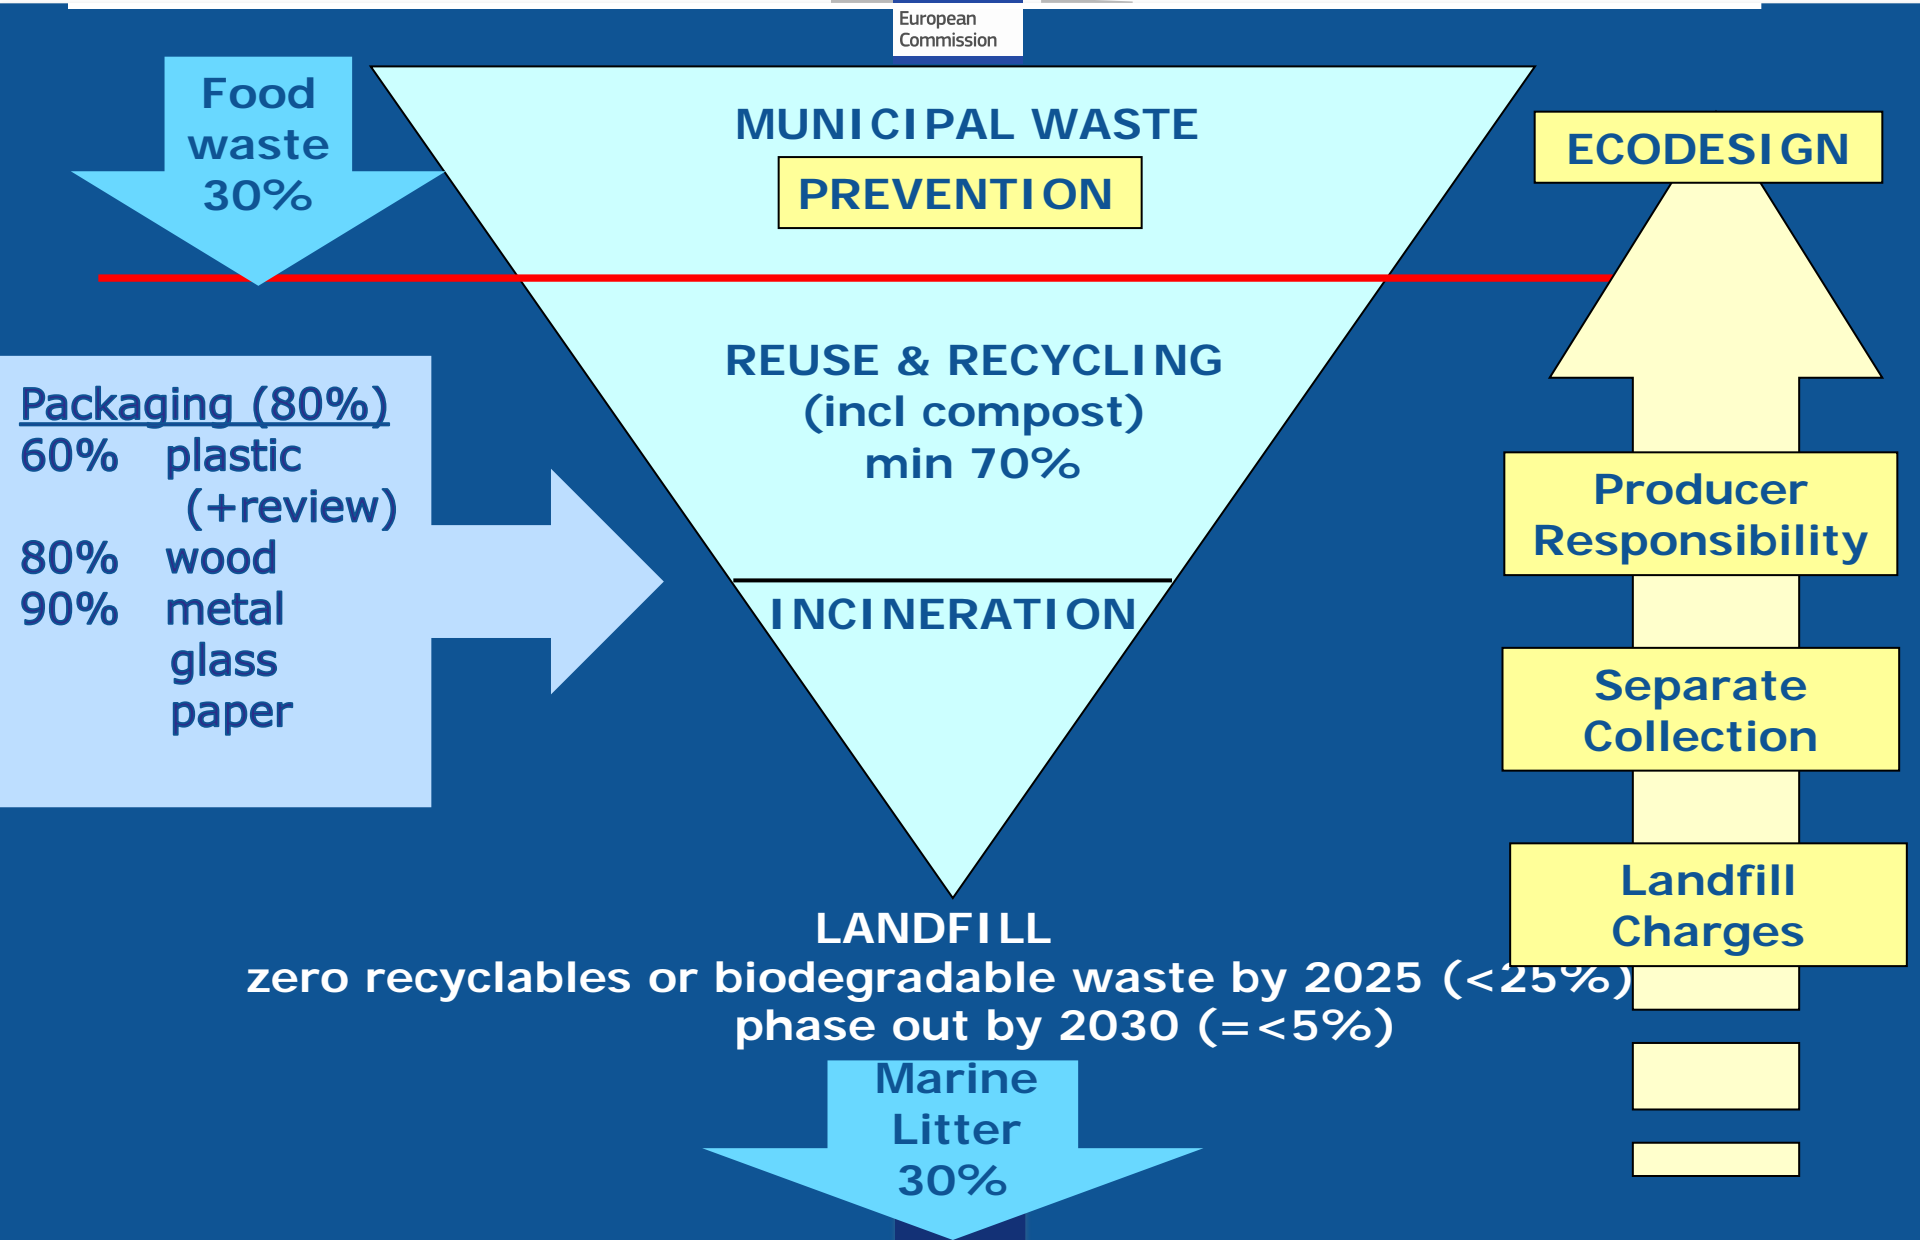 European
Commission
Food
waste
30%
MUNICIPAL WASTE
PREVENTION
ECODESIGN
REUSE & RECYCLING
(incl compost)
min 70%
Packaging (80%)
60% plastic
(+review)
80% wood
90% metal
glass
paper
INCINERATION
Producer
Responsibility
Separate
Collection
Landfill
Charges
LANDFILL
zero recyclables or biodegradable waste by 2025 (<25%)
phase out by 2030 (=<5%)
Marine
Litter
30%